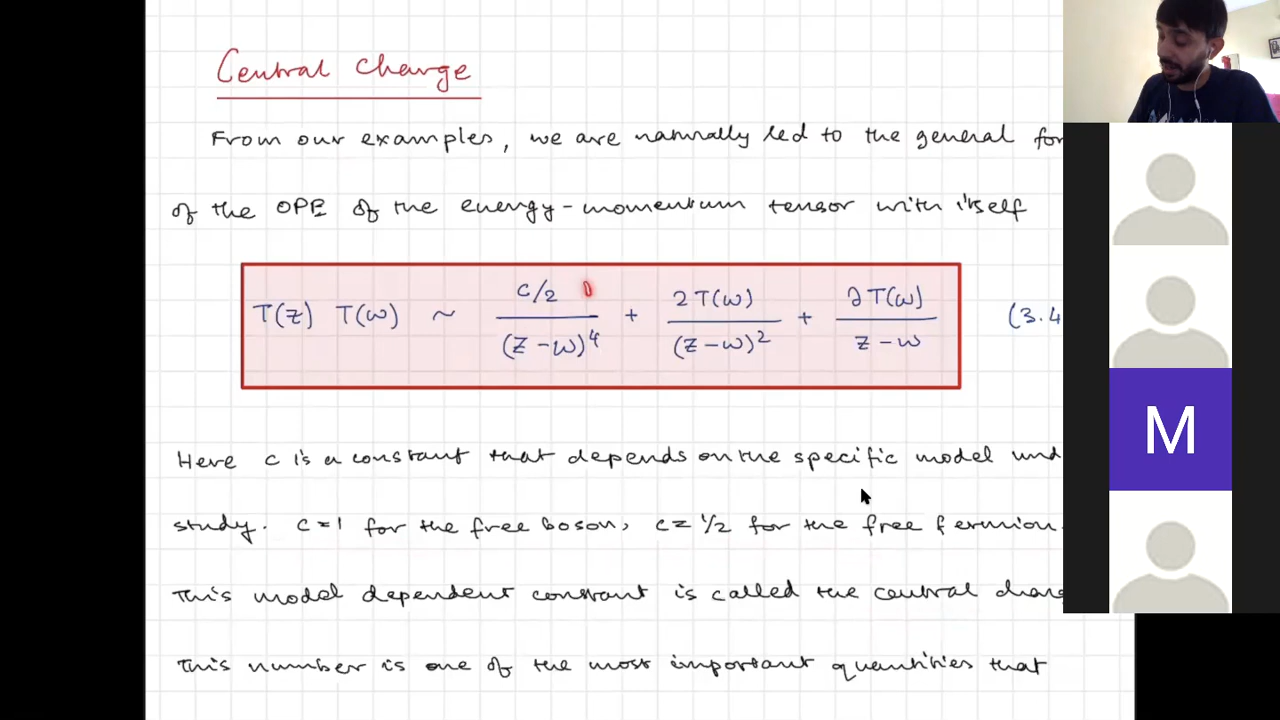 Central Charge
From our examples, we are naturally led to the general for
of the OPE of the energy-momentum tensor with itself
T(z) T(w) ~ c/2 / (z-w)^4 + 2T(w) / (z-w)^2 + ∂T(w) / z-w (3.4
Here c is a constant that depends on the specific model und
study. c=1 for the free boson, c=1/2 for the free fermion.
This model dependent constant is called the central char
This number is one of the most important quantities that
M